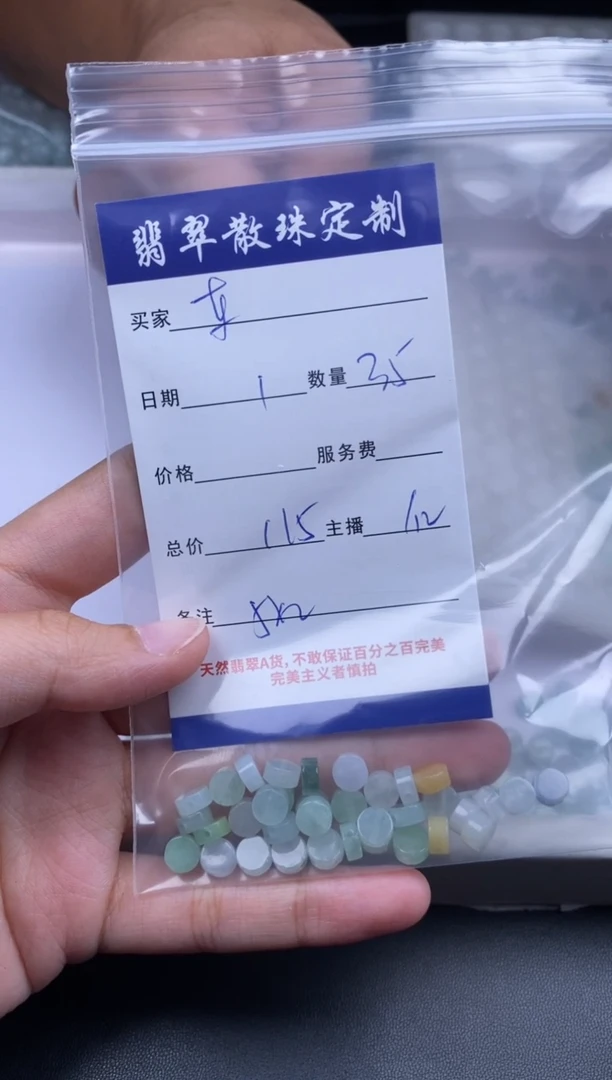 翡翠散珠定制
买家
日期 1 数量 35
价格 服务费
总价 115 主播
备注
天然翡翠A货，不敢保证百分之百完美
完美主义者慎拍